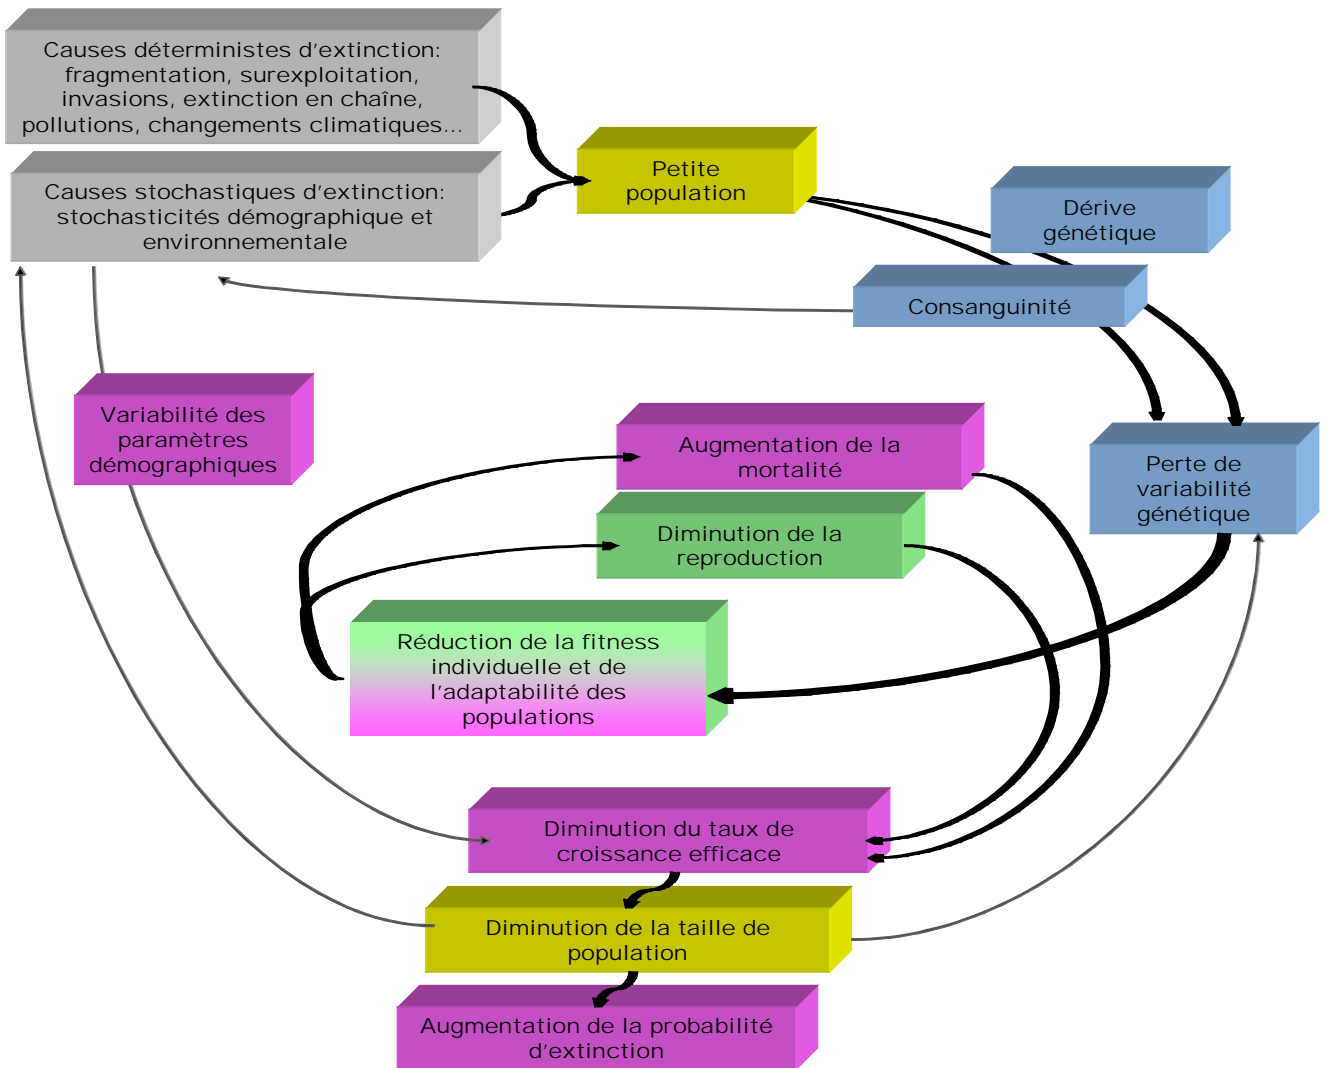 Causes déterministes d’extinction:
fragmentation, surexploitation,
invasions, extinction en chaîne,
pollutions, changements climatiques...
Causes stochastiques d’extinction:
stochasticités démographique et
environnementale
Petite
population
Dérive
génétique
Consanguinité
Variabilité des
paramètres
démographiques
Augmentation de la
mortalité
Perte de
variabilité
génétique
Diminution de la
reproduction
Réduction de la fitness
individuelle et de
l’adaptabilité des
populations
Diminution du taux de
croissance efficace
Diminution de la taille de
population
Augmentation de la probabilité
d’extinction